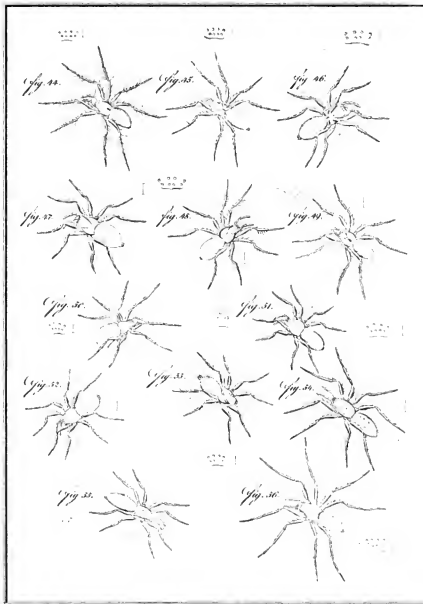 Fig. 44.
Fig. 45.
Fig. 46.
Fig. 47.
Fig. 48.
Fig. 49.
Fig. 50.
Fig. 51.
Fig. 52.
Fig. 53.
Fig. 54.
Fig. 55.
Fig. 56.